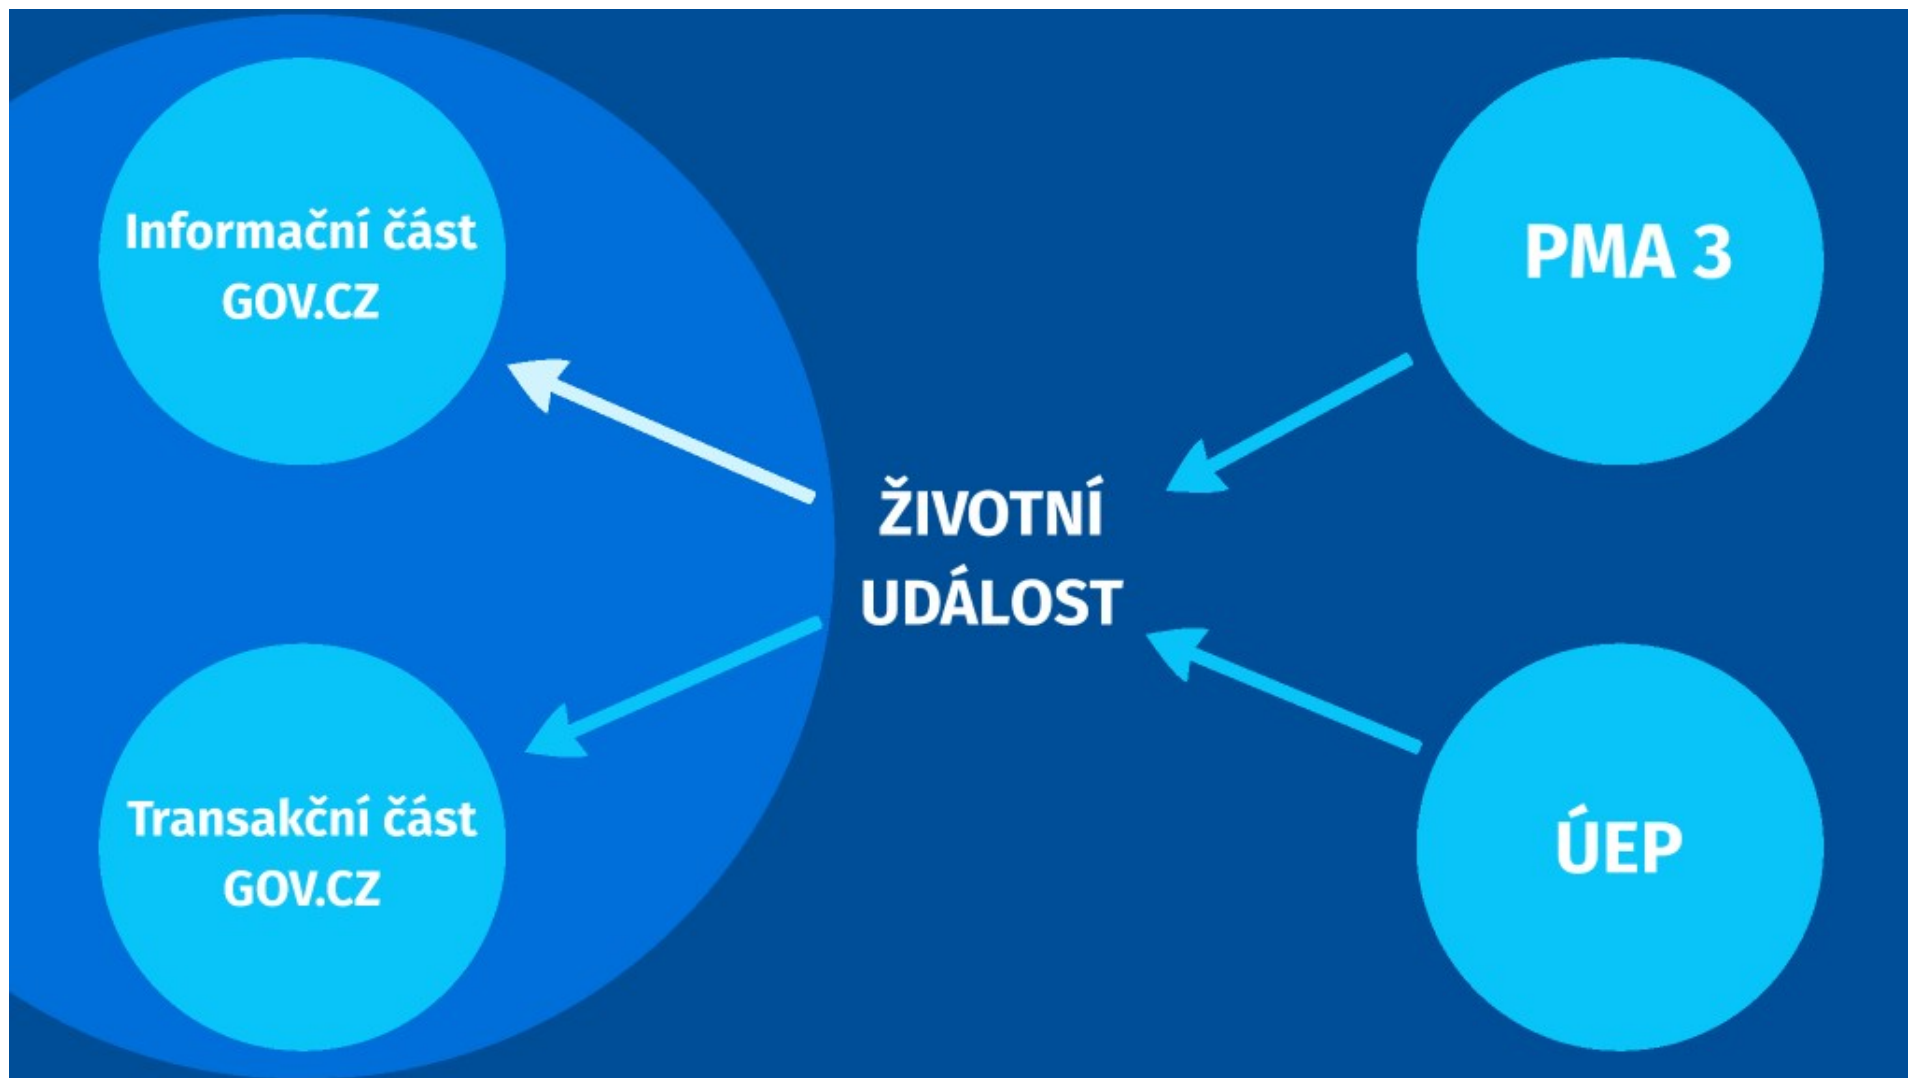 Informační část
GOV.CZ
PMA 3
ŽIVOTNÍ
UDÁLOST
Transakční část
GOV.CZ
ÚEP